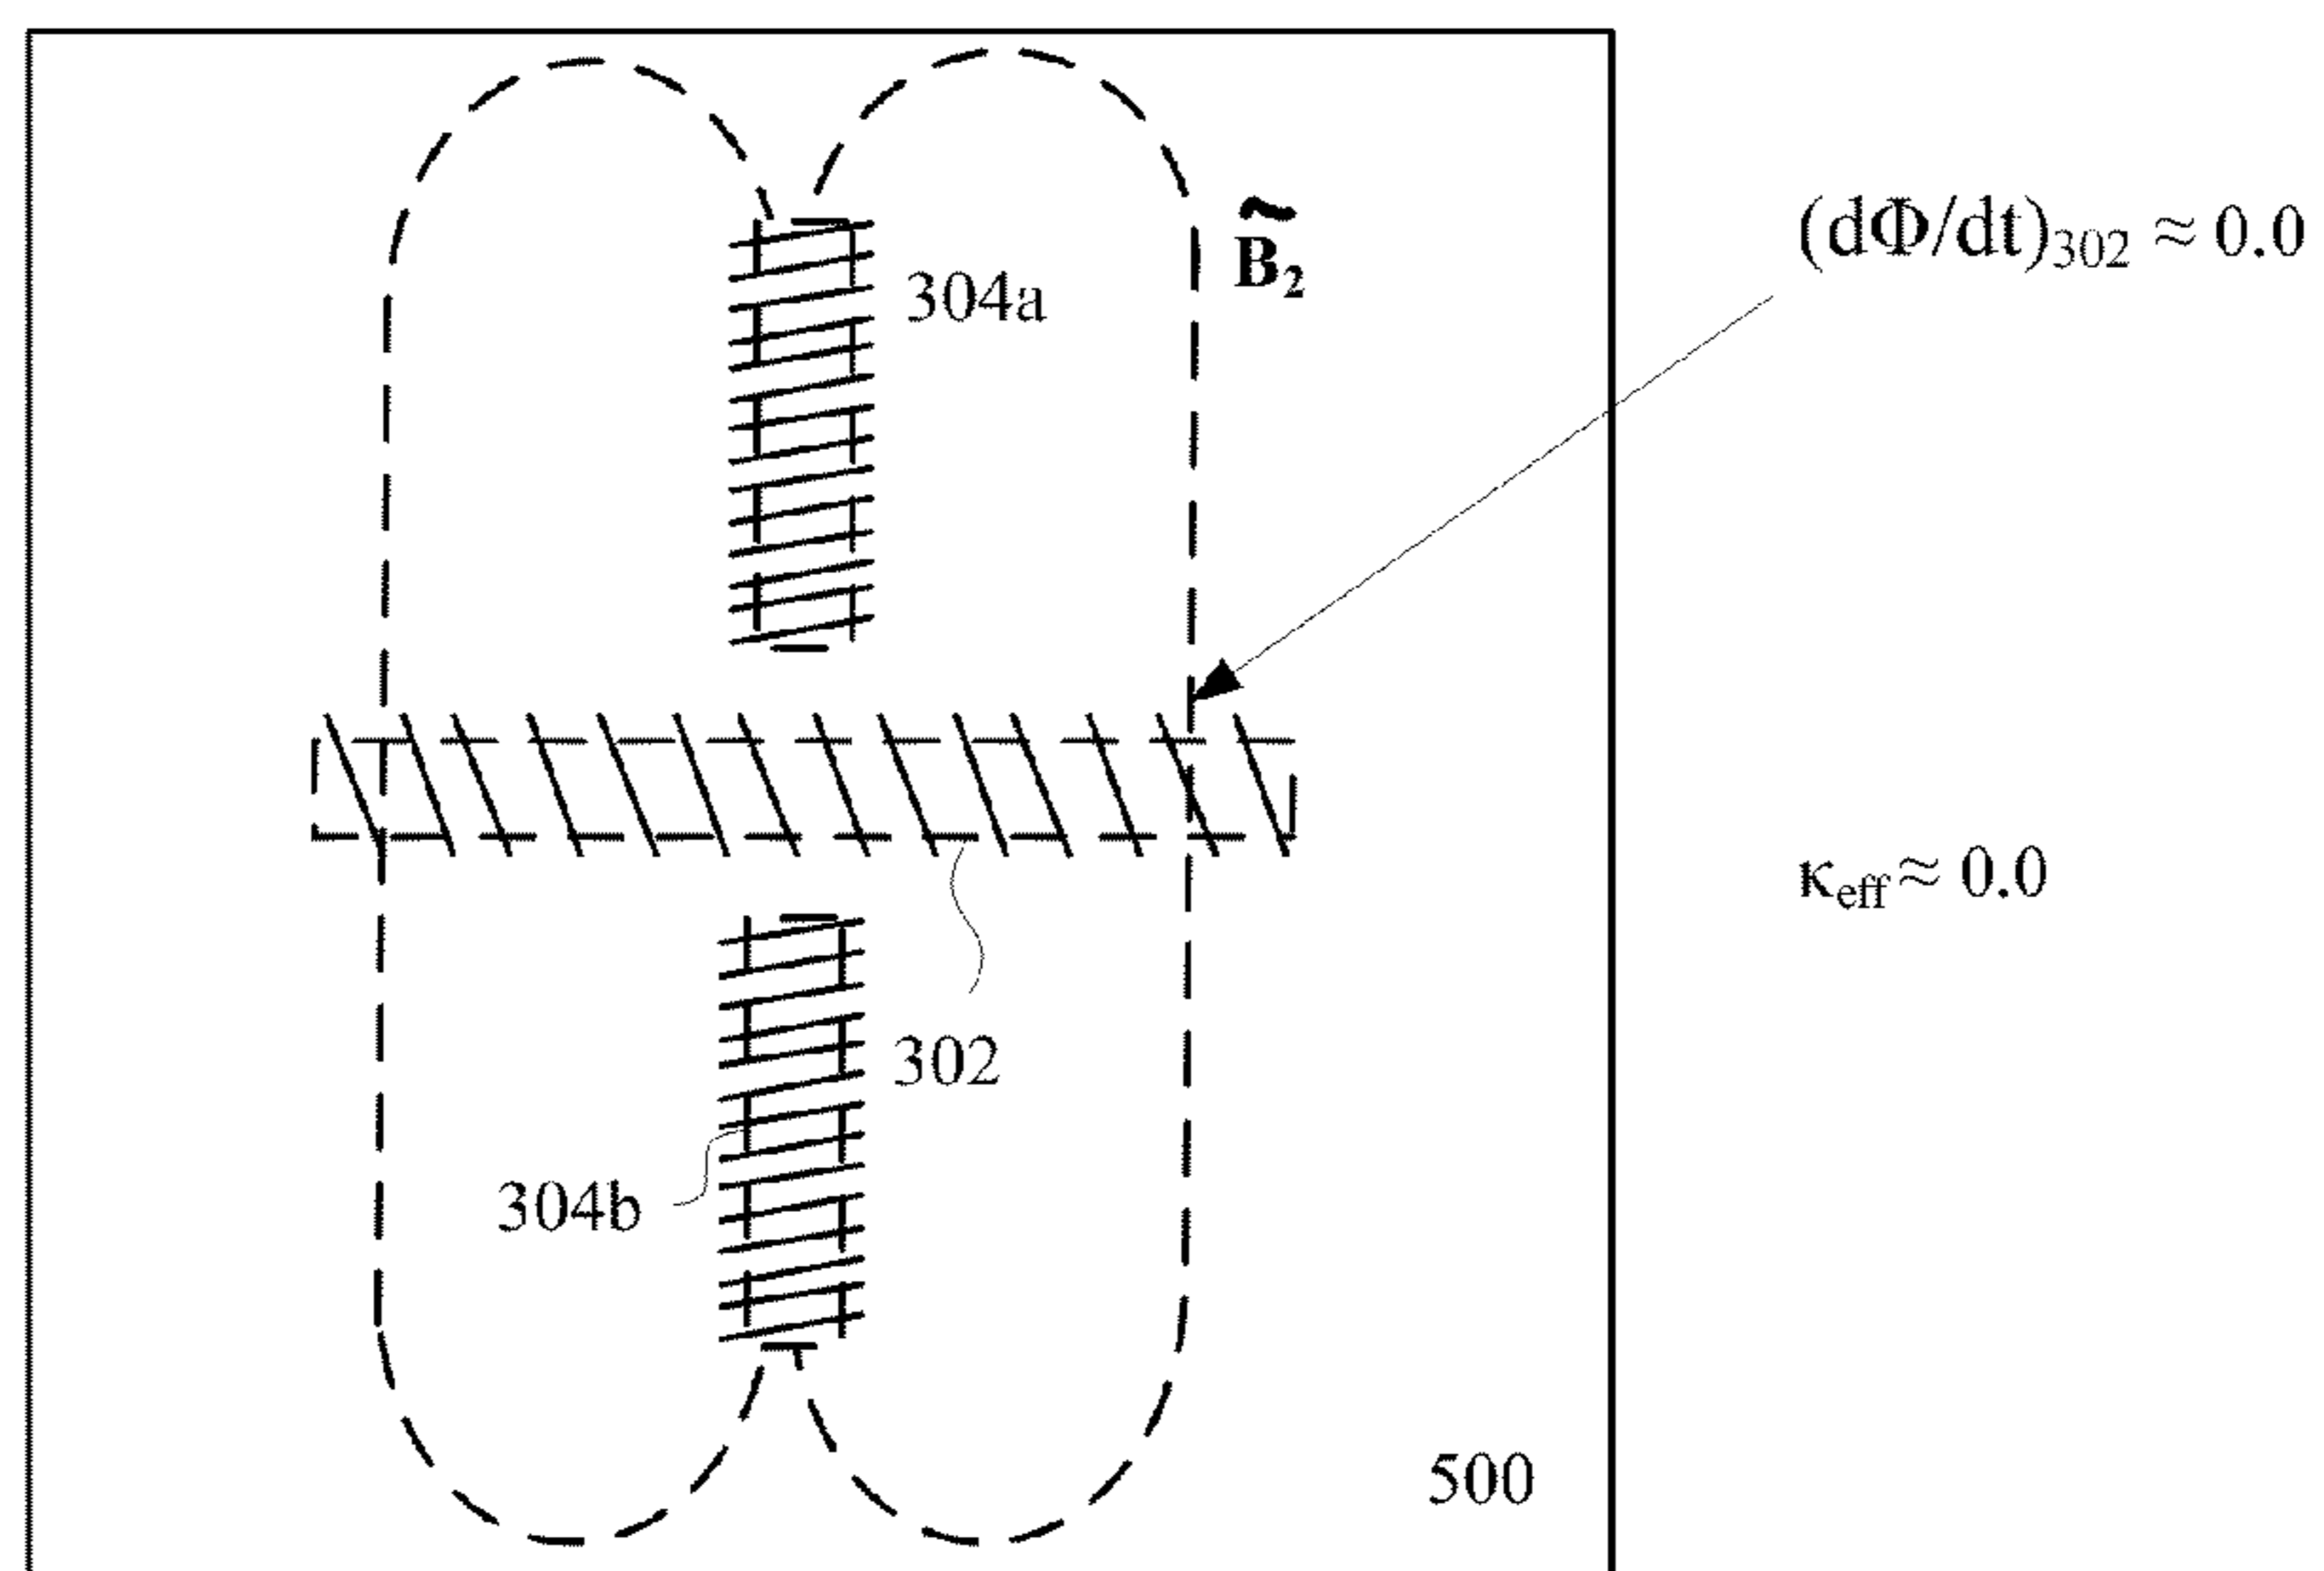 B̃₂
(dΦ/dt)₃₀₂ ≈ 0.0
304a
κeff ≈ 0.0
302
304b
500